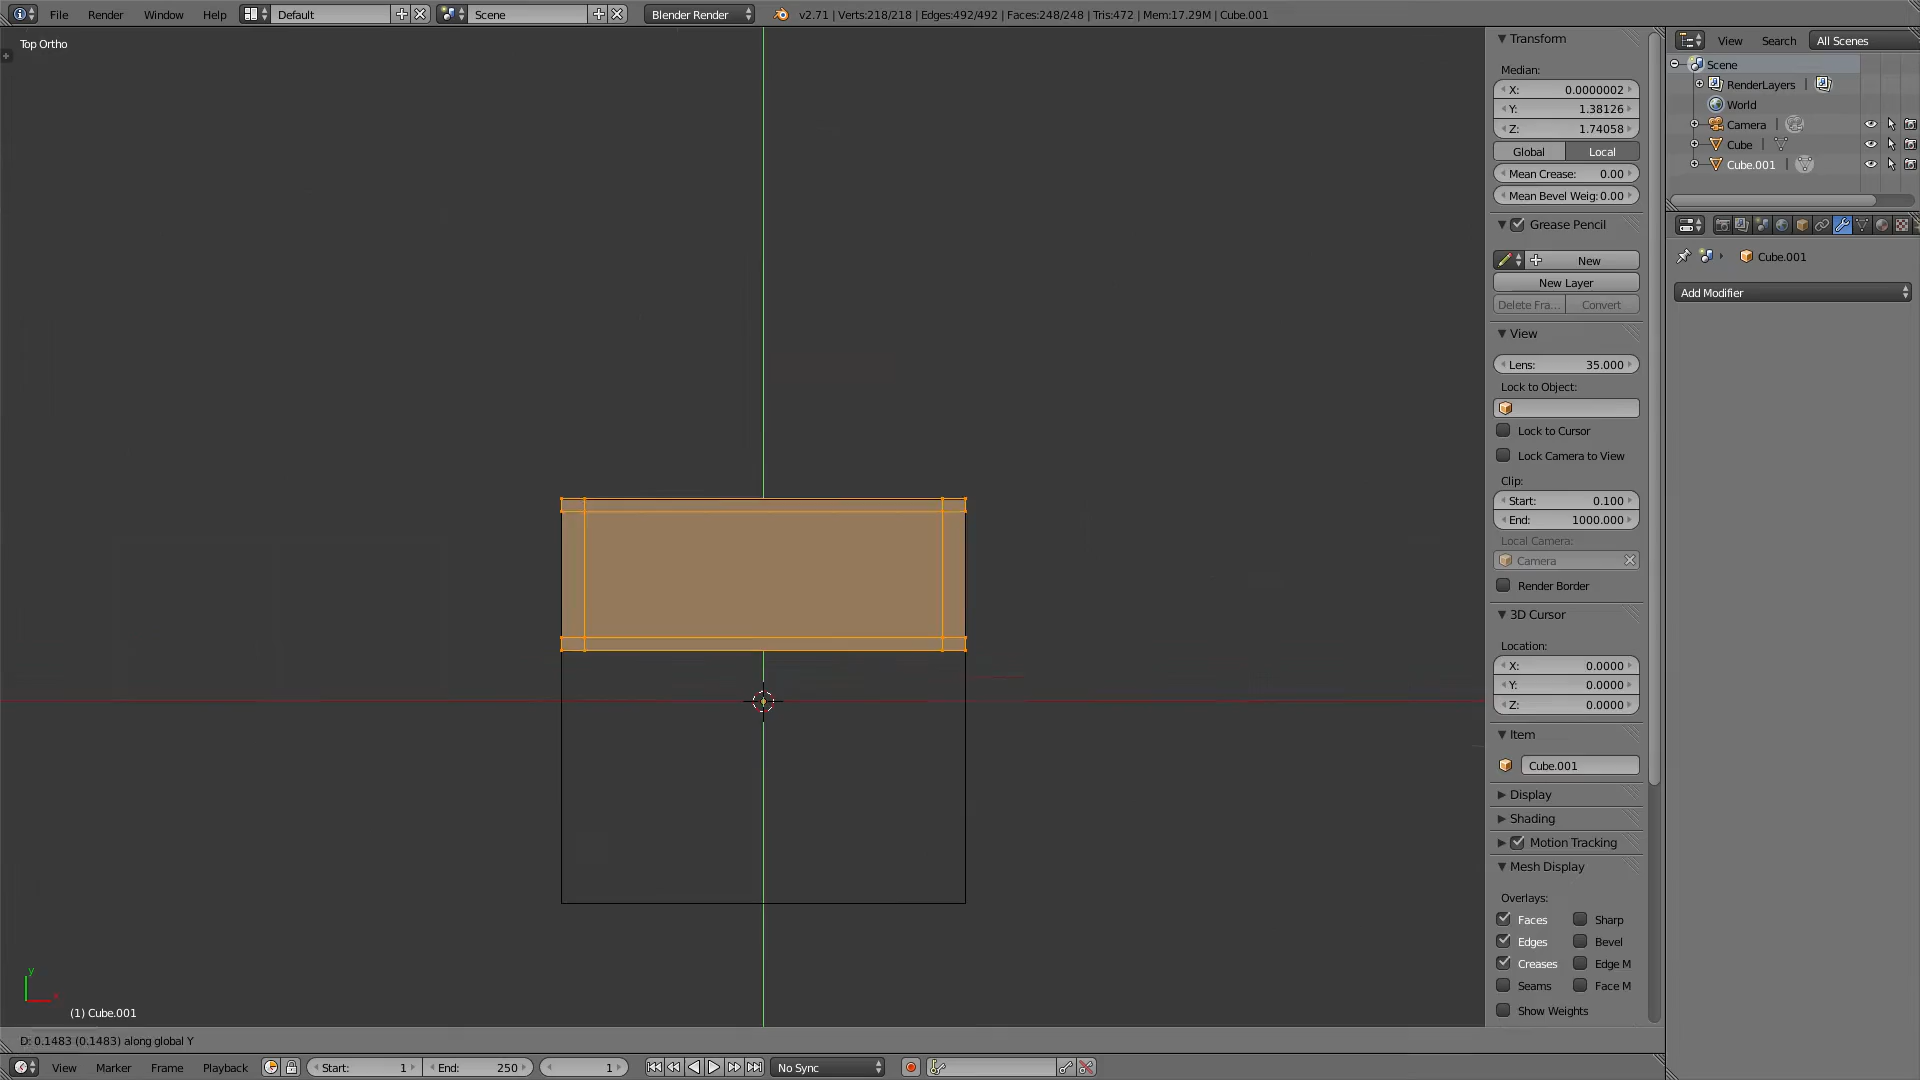 File Render Window Help Default Scene Blender Render v2.71 | Verts:218/218 | Edges:492/492 | Faces:248/248 | Tris:472 | Mem:17.29M | Cube.001
Top Ortho
Transform
Median:
X: 0.0000002
Y: 1.38126
Z: 1.74058
Global Local
Mean Crease: 0.00
Mean Bevel Weig: 0.00
Grease Pencil
New
New Layer
Delete Fra... Convert
View
Lens: 35.000
Lock to Object:
Lock to Cursor
Lock Camera to View
Clip:
Start: 0.100
End: 1000.000
Local Camera:
Camera
Render Border
3D Cursor
Location:
X: 0.0000
Y: 0.0000
Z: 0.0000
Item
Cube.001
Display
Shading
Motion Tracking
Mesh Display
Overlays:
Faces Sharp
Edges Bevel
Creases Edge M
Seams Face M
Show Weights
View Search All Scenes
Scene
RenderLayers
World
Camera
Cube
Cube.001
Cube.001
Add Modifier
y
x
(1) Cube.001
D: 0.1483 (0.1483) along global Y
View Marker Frame Playback Start: 1 End: 250 1 No Sync